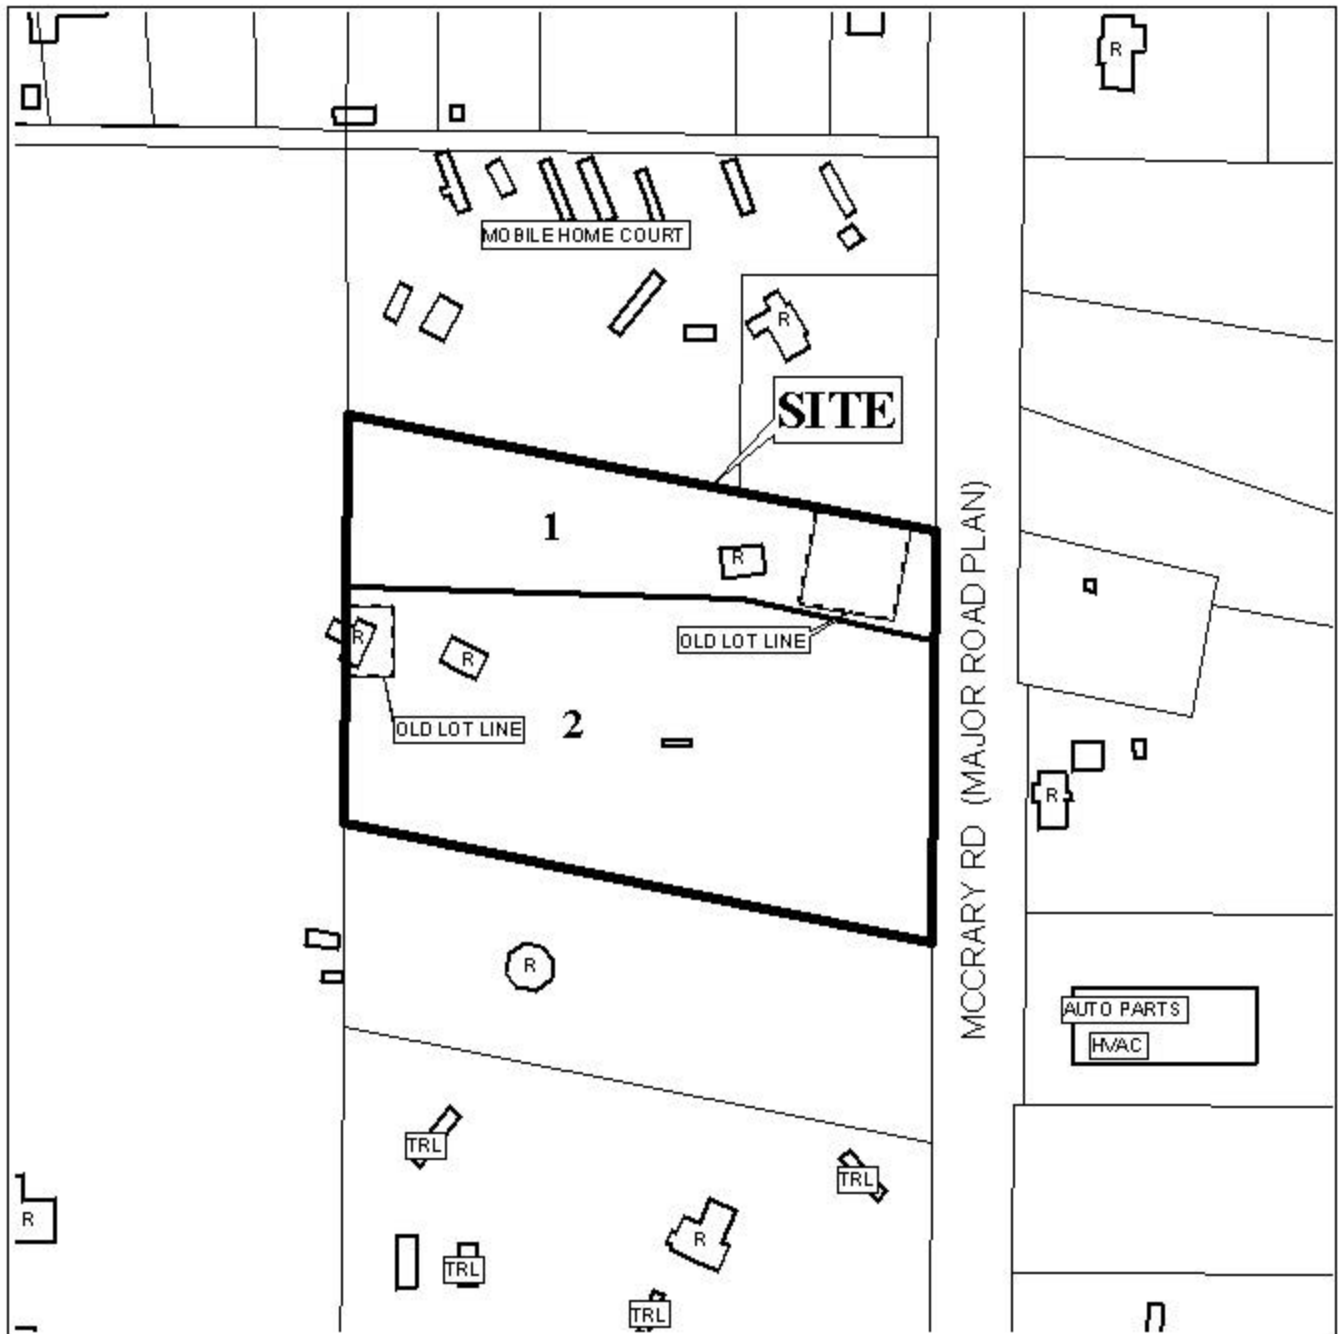 R
MOBILE HOME COURT
R
SITE
1
R
OLD LOT LINE
R
R
OLD LOT LINE
2
MCCRARY RD (MAJOR ROAD PLAN)
R
R
AUTO PARTS
HVAC
TRL
TRL
R
R
TRL
TRL